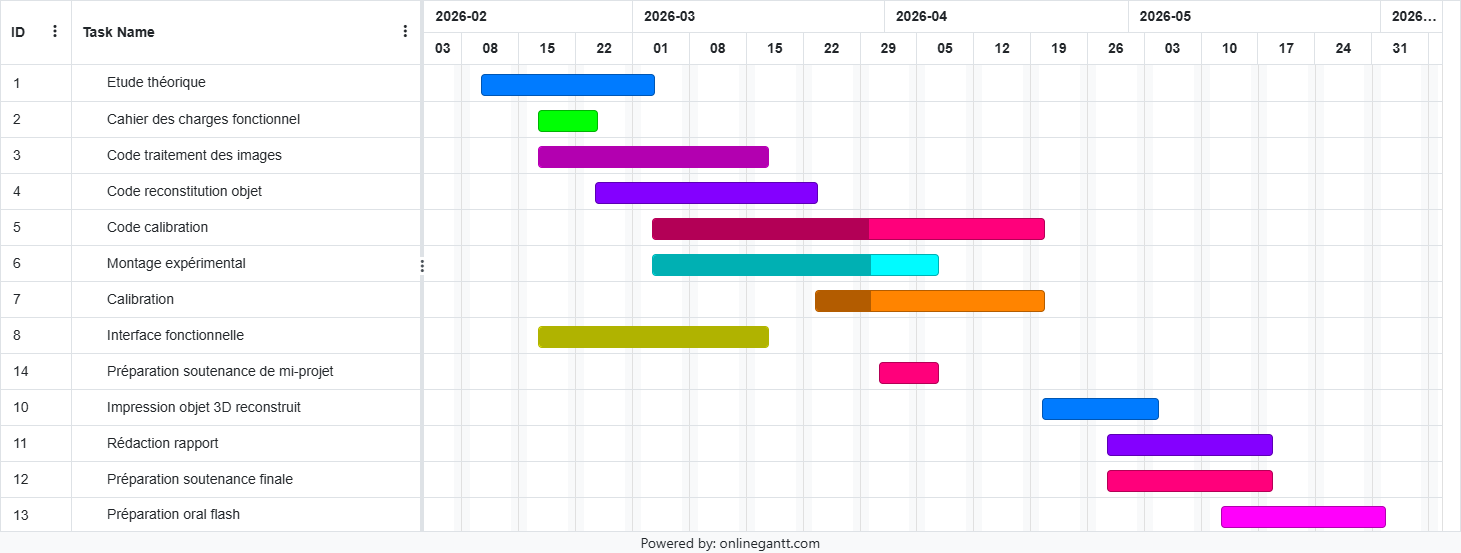 ID Task Name 2026-02 2026-03 2026-04 2026-05 2026...
03 08 15 22 01 08 15 22 29 05 12 19 26 03 10 17 24 31
1 Etude théorique
2 Cahier des charges fonctionnel
3 Code traitement des images
4 Code reconstitution objet
5 Code calibration
6 Montage expérimental
7 Calibration
8 Interface fonctionnelle
14 Préparation soutenance de mi-projet
10 Impression objet 3D reconstruit
11 Rédaction rapport
12 Préparation soutenance finale
13 Préparation oral flash
Powered by: onlinegantt.com